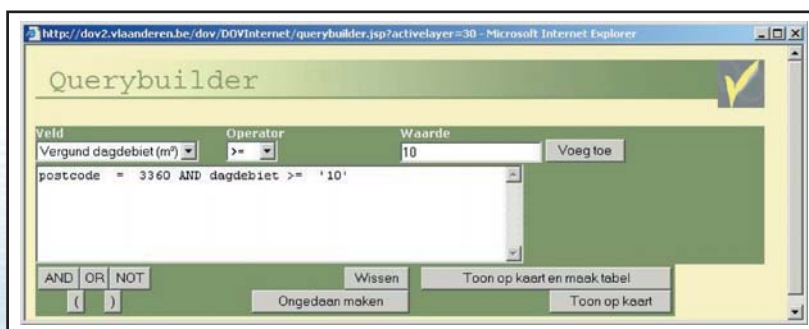 http://dov2.vlaanderen.be/dov/DOVInternet/querybuilder.jsp?activelayer=30 - Microsoft Internet Explorer
Querybuilder
Veld Operator Waarde
Vergund dagdebiet (m³) >= 10 Voeg toe
postcode = 3360 AND dagdebiet >= '10'
AND OR NOT Wissen Toon op kaart en maak tabel
( ) Ongedaan maken Toon op kaart